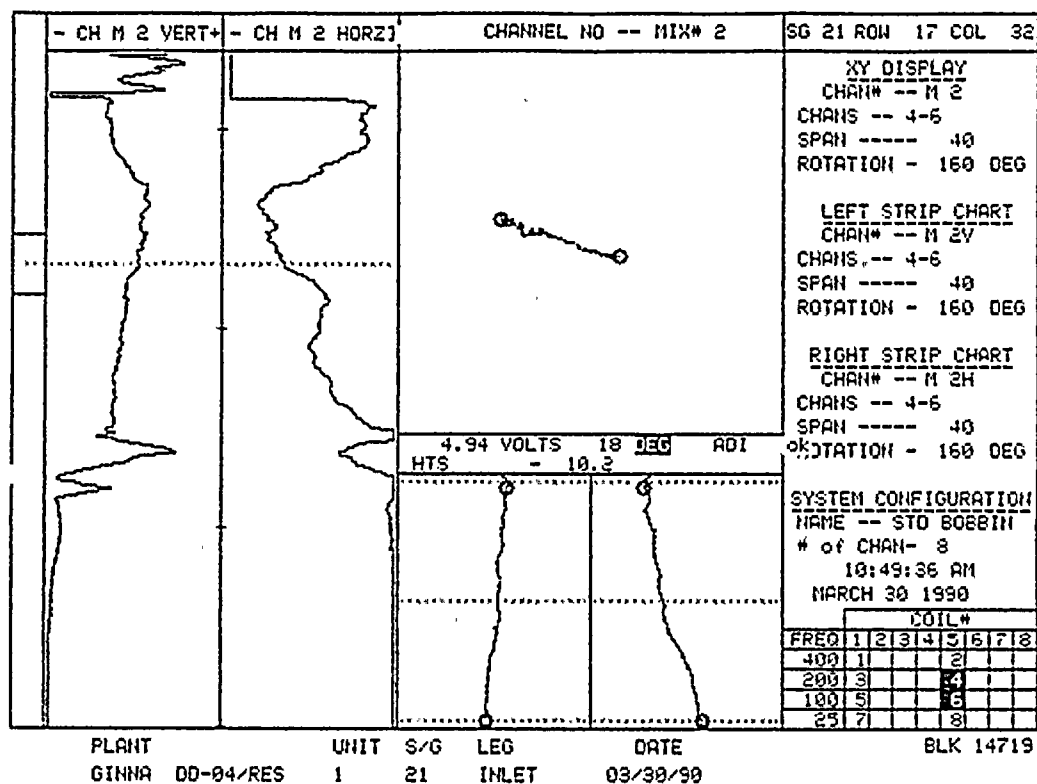 - CH M 2 VERT+
- CH M 2 HORZ
CHANNEL NO -- MIX# 2
SG 21 ROW 17 COL 32
XY DISPLAY
CHAN# -- M 2
CHANS -- 4-6
SPAN ----- 40
ROTATION - 160 DEG
LEFT STRIP CHART
CHAN# -- M 2V
CHANS -- 4-6
SPAN ----- 40
ROTATION - 160 DEG
RIGHT STRIP CHART
CHAN# -- M 2H
CHANS -- 4-6
SPAN ----- 40
ROTATION - 160 DEG
4.94 VOLTS 18 DEG ADI ok
HTS - 10.2
SYSTEM CONFIGURATION
NAME -- STD BOBBIN
# of CHAN- 8
10:49:36 AM
MARCH 30 1990
COIL#
FREQ 1 2 3 4 5 6 7 8
400 1 2
200 3 4
100 5 6
25 7 8
PLANT UNIT S/G LEG DATE BLK 14719
GINNA DD-04/RES 1 21 INLET 03/30/90